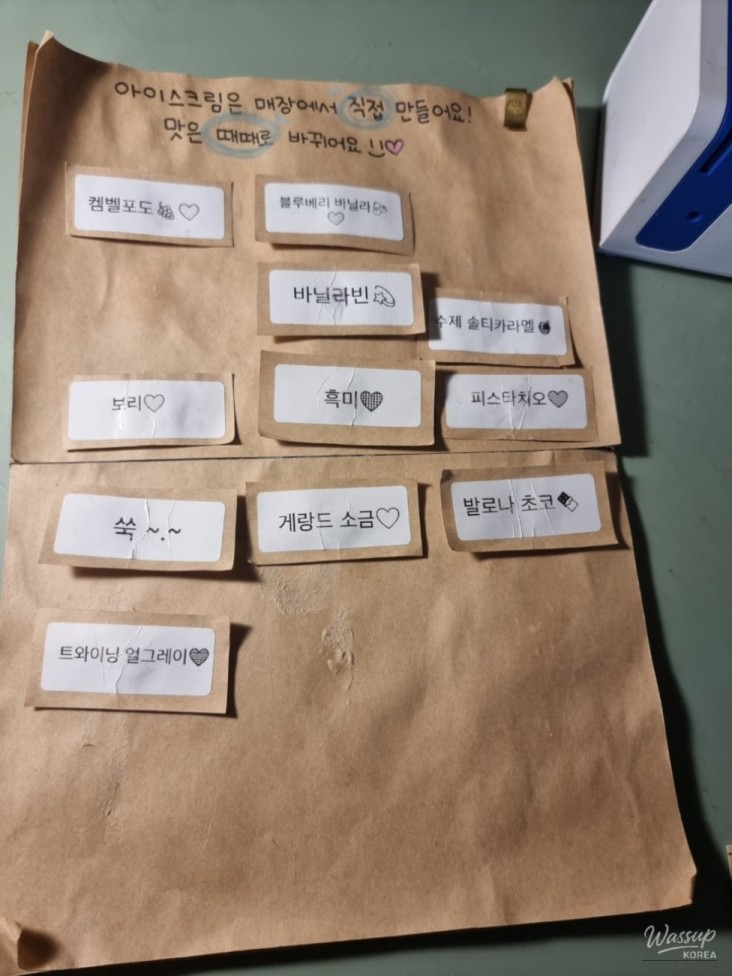 아이스크림은 매장에서 직접 만들어요!
맛은 때때로 바뀌어요
켐벨포도
블루베리 바닐라
바닐라빈
수제 솔티카라멜
보리
흑미
피스타치오
쑥 ~.~
게랑드 소금
발로나 초코
트와이닝 얼그레이
Wassup
KOREA